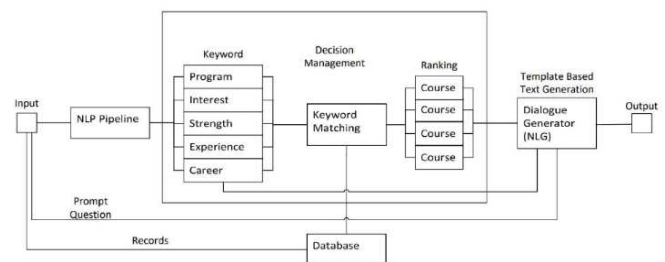 Keyword
Decision
Management
Ranking
Template Based
Text Generation
Input
NLP Pipeline
Program
Interest
Strength
Experience
Career
Keyword
Matching
Course
Course
Course
Course
Dialogue
Generator
(NLG)
Output
Prompt
Question
Records
Database